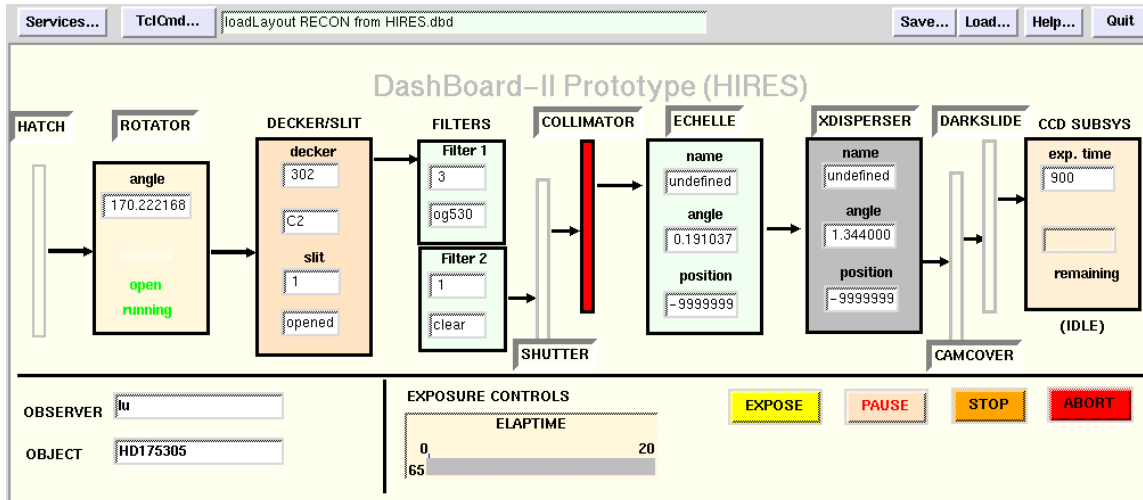 Services... TclCmd... loadLayout RECON from HIRES.dbd Save... Load... Help... Quit
DashBoard-II Prototype (HIRES)
HATCH ROTATOR DECKER/SLIT FILTERS COLLIMATOR ECHELLE XDISPERSER DARKSLIDE CCD SUBSYS
angle
170.222168
enabled
open
running
decker
302
C2
slit
1
opened
Filter 1
3
og530
Filter 2
1
clear
SHUTTER
name
undefined
angle
0.191037
position
-9999999
name
undefined
angle
1.344000
position
-9999999
CAMCOVER
exp. time
900
remaining
(IDLE)
OBSERVER lu
OBJECT HD175305
EXPOSURE CONTROLS
ELAPTIME
0 20
65
EXPOSE PAUSE STOP ABORT